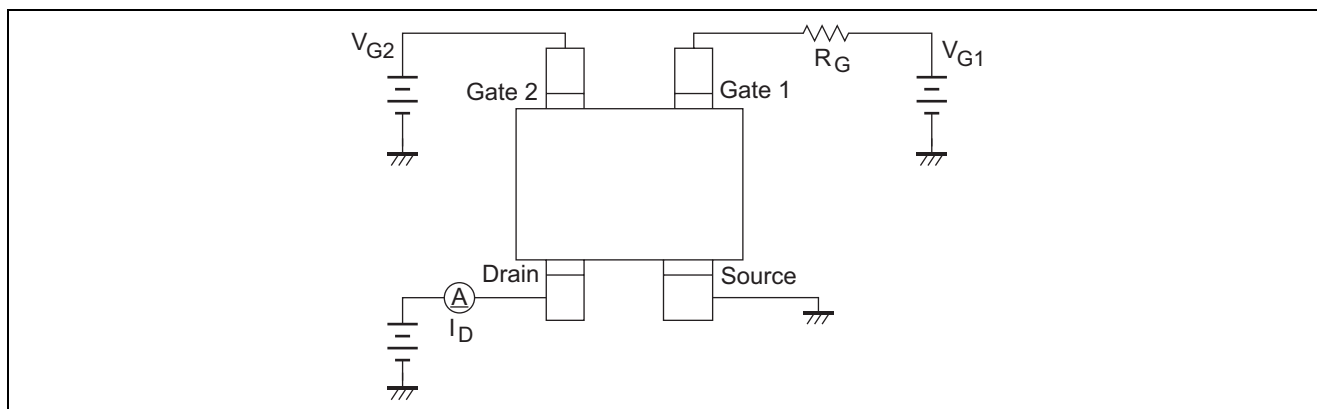 VG2
Gate 2
Gate 1
RG
VG1
Drain
Source
A
ID